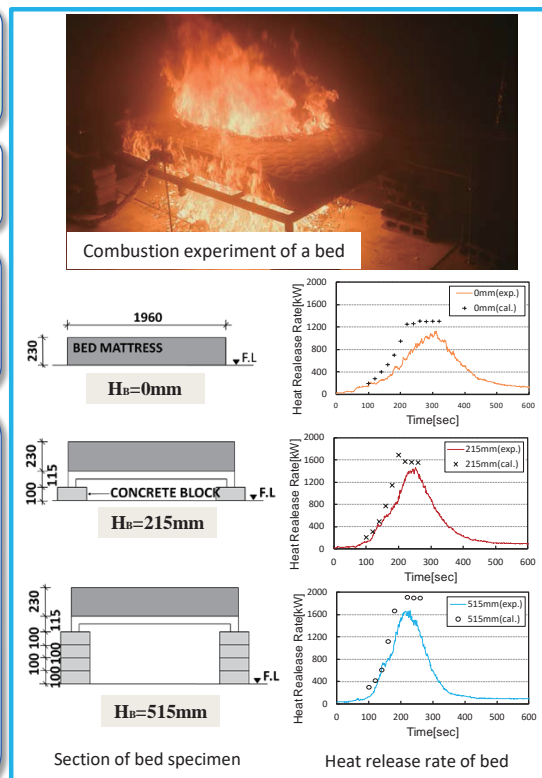 Combustion experiment of a bed
1960
230
BED MATTRESS
F.L
HB=0mm
Heat Realease Rate[kW]
2000
1600
1200
800
400
0
0mm(exp.)
0mm(cal.)
0 100 200 300 400 500 600
Time[sec]
230
115
100
CONCRETE BLOCK
F.L
HB=215mm
Heat Realease Rate[kW]
2000
1600
1200
800
400
0
215mm(exp.)
215mm(cal.)
0 100 200 300 400 500 600
Time[sec]
230
115
100
100
100
100
F.L
HB=515mm
Heat Realease Rate[kW]
2000
1600
1200
800
400
0
515mm(exp.)
515mm(cal.)
0 100 200 300 400 500 600
Time[sec]
Section of bed specimen
Heat release rate of bed